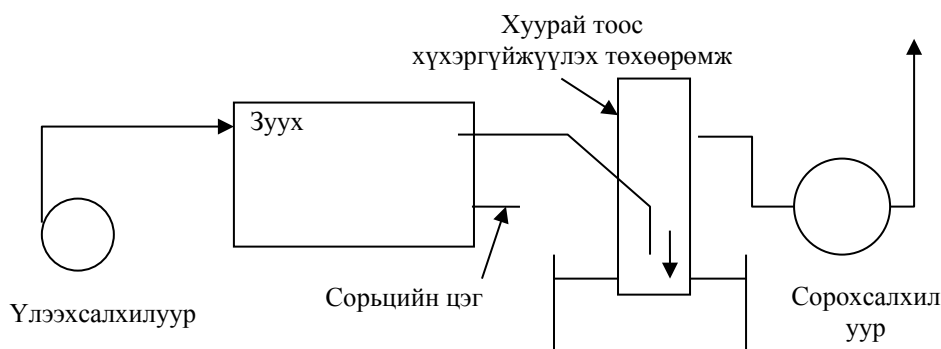 Хуурай тоос
хүхэргүйжүүлэх төхөөрөмж
Зуух
Сорьцийн цэг
Үлээхсалхилуур
Сорохсалхил
уур